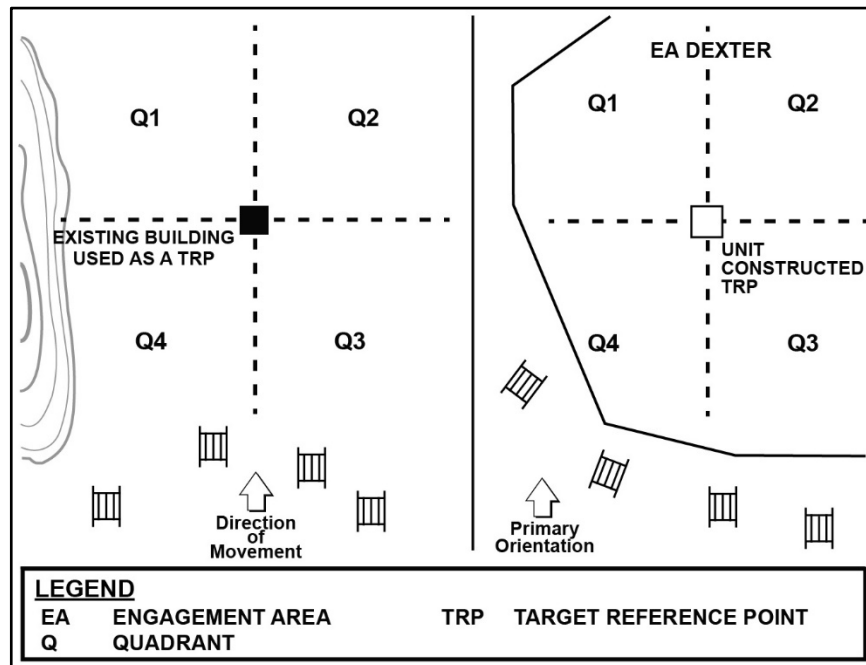 Q1
Q2
EXISTING BUILDING
USED AS A TRP
Q4
Q3
Direction
of
Movement
EA DEXTER
Q1
Q2
UNIT
CONSTRUCTED
TRP
Q4
Q3
Primary
Orientation
LEGEND
EA ENGAGEMENT AREA TRP TARGET REFERENCE POINT
Q QUADRANT